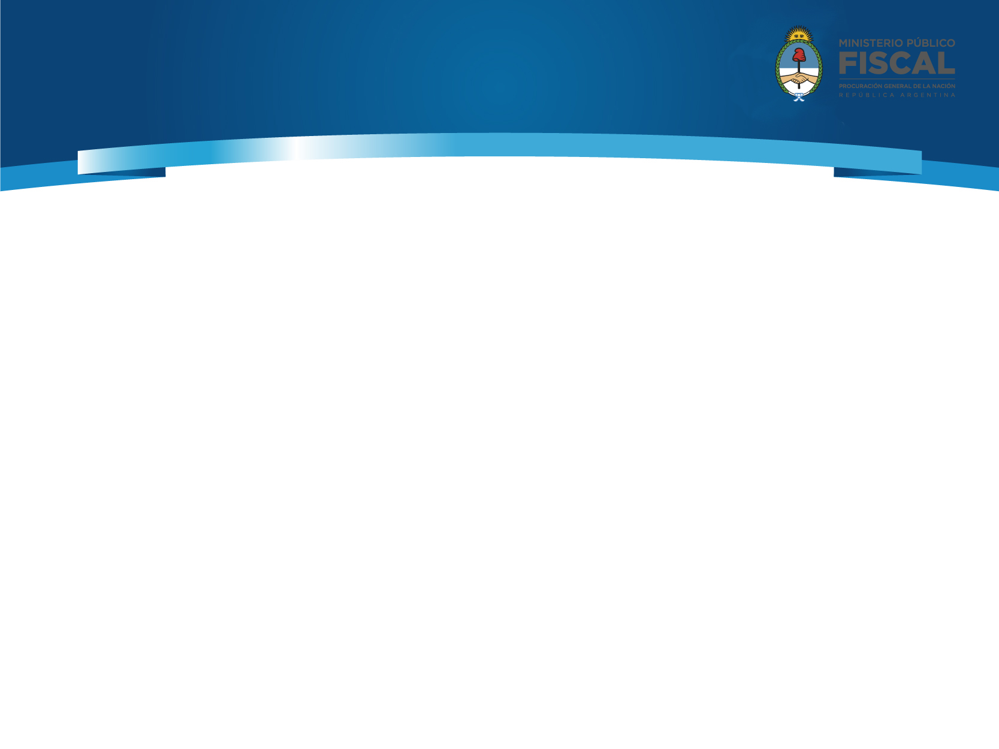 MINISTERIO PÚBLICO
FISCAL
PROCURACIÓN GENERAL DE LA NACIÓN
REPÚBLICA ARGENTINA